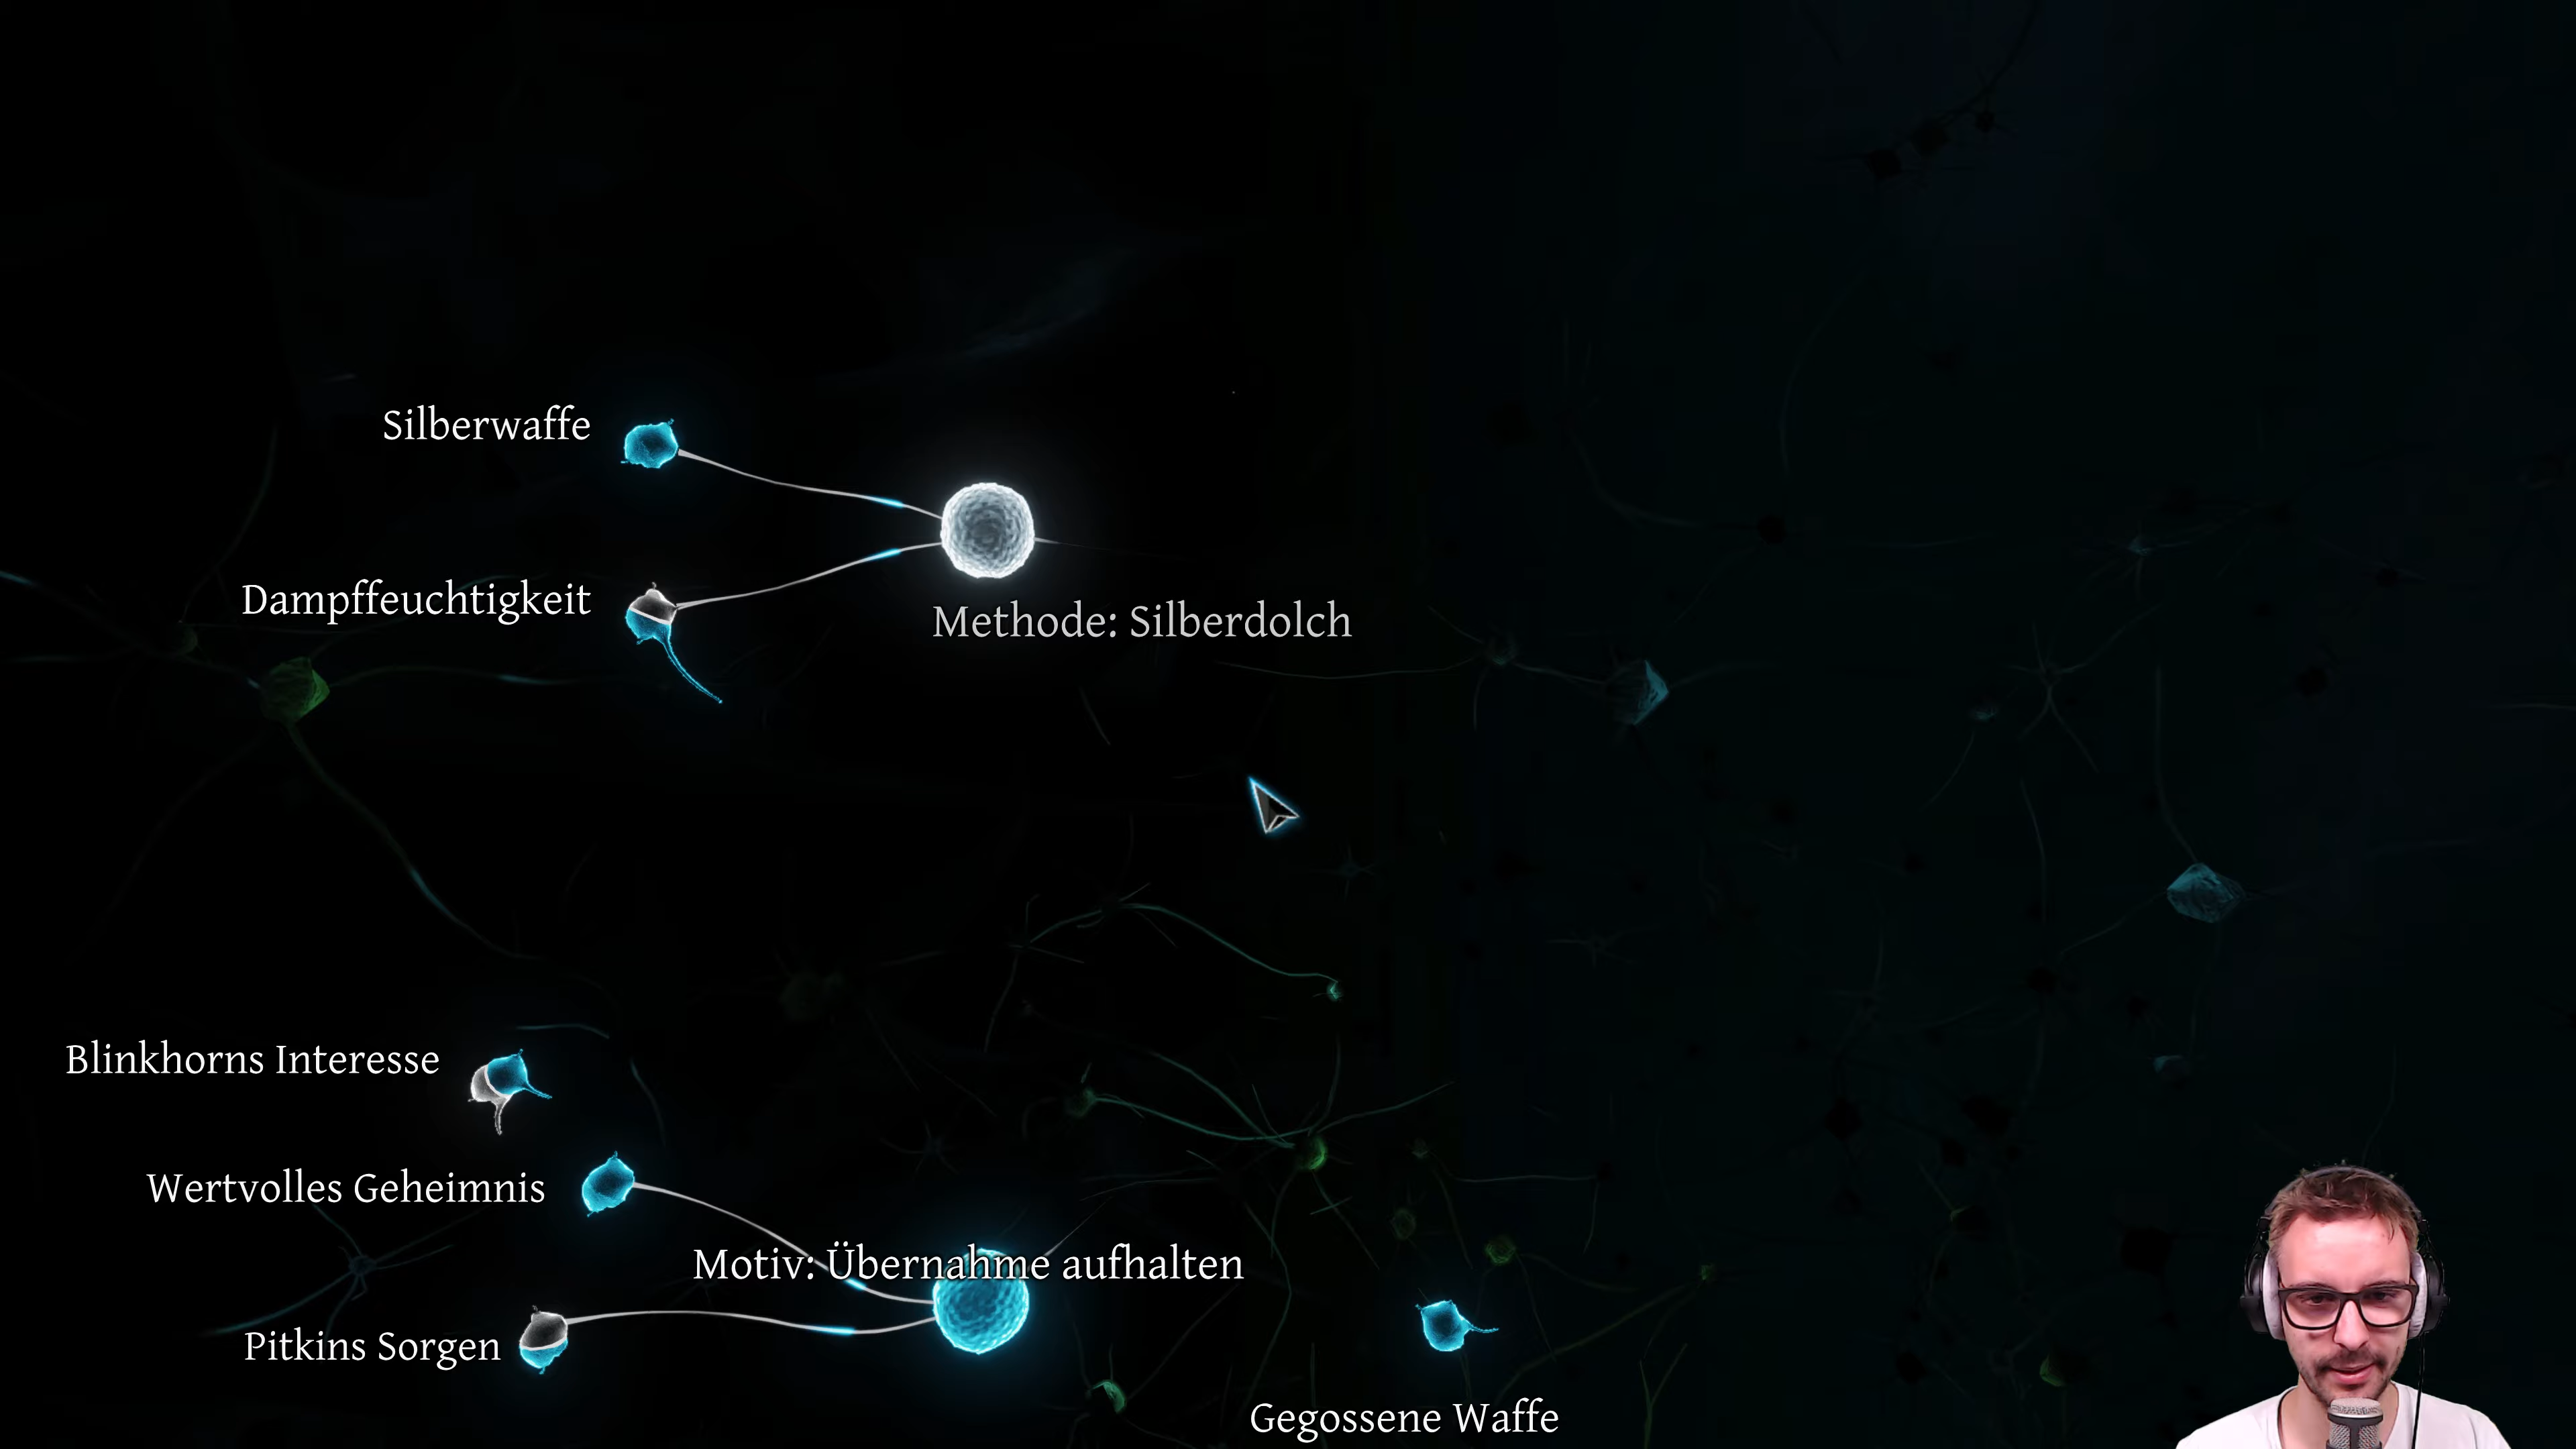 Silberwaffe
Dampffeuchtigkeit
Methode: Silberdolch
Blinkhorns Interesse
Wertvolles Geheimnis
Motiv: Übernahme aufhalten
Pitkins Sorgen
Gegossene Waffe